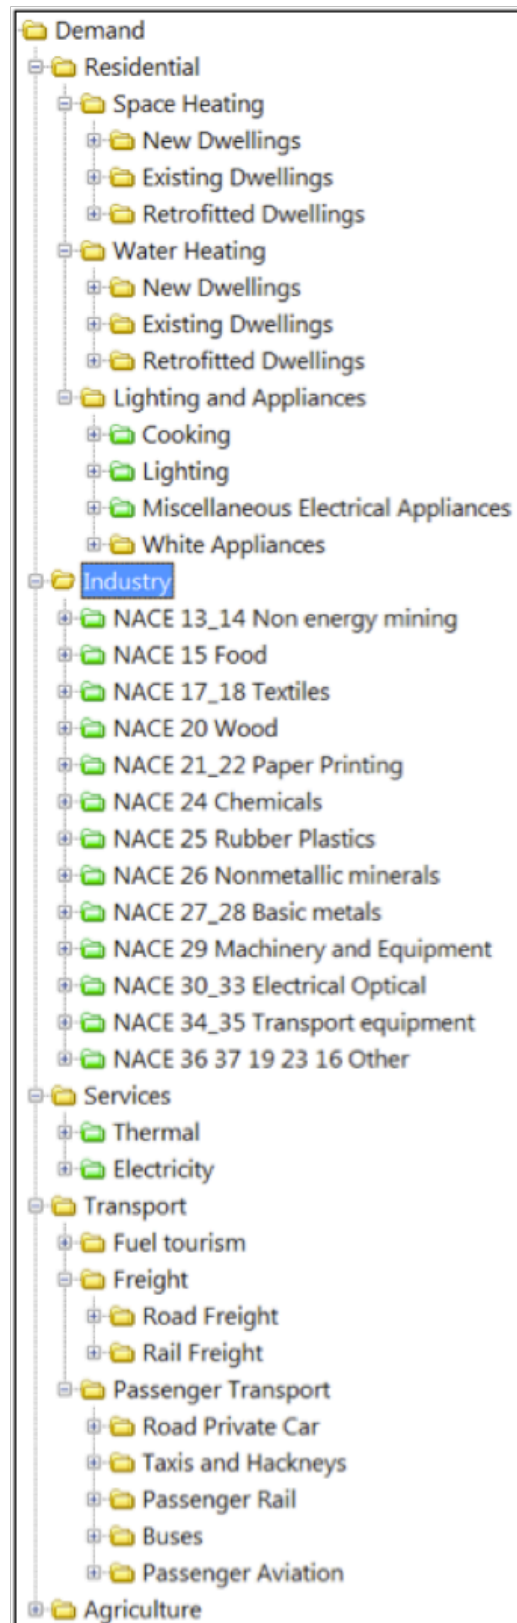 Demand
Residential
Space Heating
New Dwellings
Existing Dwellings
Retrofitted Dwellings
Water Heating
New Dwellings
Existing Dwellings
Retrofitted Dwellings
Lighting and Appliances
Cooking
Lighting
Miscellaneous Electrical Appliances
White Appliances
Industry
NACE 13_14 Non energy mining
NACE 15 Food
NACE 17_18 Textiles
NACE 20 Wood
NACE 21_22 Paper Printing
NACE 24 Chemicals
NACE 25 Rubber Plastics
NACE 26 Nonmetallic minerals
NACE 27_28 Basic metals
NACE 29 Machinery and Equipment
NACE 30_33 Electrical Optical
NACE 34_35 Transport equipment
NACE 36 37 19 23 16 Other
Services
Thermal
Electricity
Transport
Fuel tourism
Freight
Road Freight
Rail Freight
Passenger Transport
Road Private Car
Taxis and Hackneys
Passenger Rail
Buses
Passenger Aviation
Agriculture